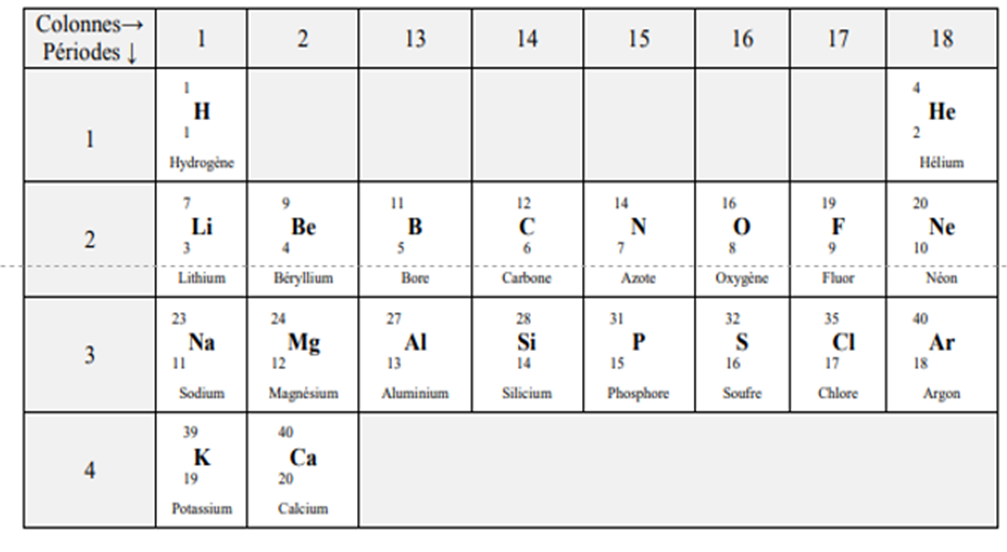 Colonnes→
Périodes ↓
1 2 13 14 15 16 17 18
1
1
H
1
Hydrogène
4
He
2
Hélium
2
7
Li
3
Lithium
9
Be
4
Béryllium
11
B
5
Bore
12
C
6
Carbone
14
N
7
Azote
16
O
8
Oxygène
19
F
9
Fluor
20
Ne
10
Néon
3
23
Na
11
Sodium
24
Mg
12
Magnésium
27
Al
13
Aluminium
28
Si
14
Silicium
31
P
15
Phosphore
32
S
16
Soufre
35
Cl
17
Chlore
40
Ar
18
Argon
4
39
K
19
Potassium
40
Ca
20
Calcium